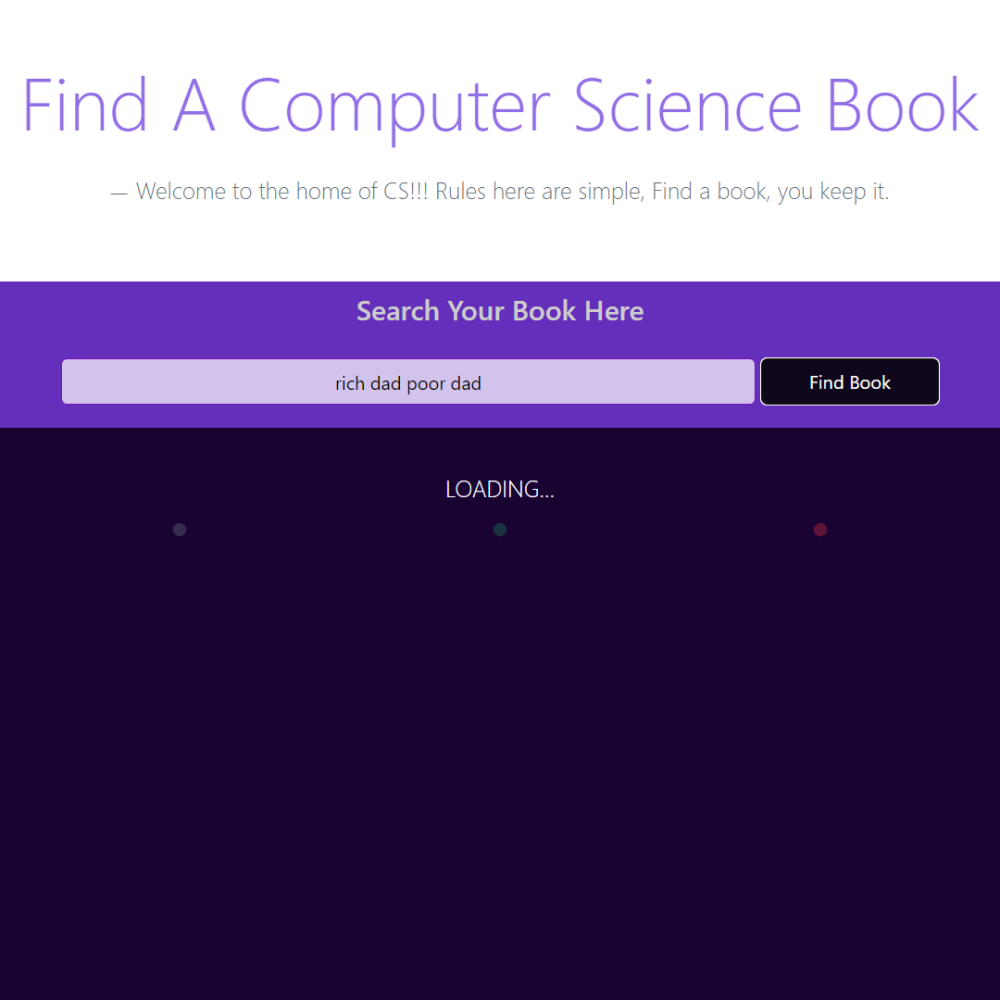 Find A Computer Science Book
— Welcome to the home of CS!!! Rules here are simple, Find a book, you keep it.
Search Your Book Here
rich dad poor dad
Find Book
LOADING...